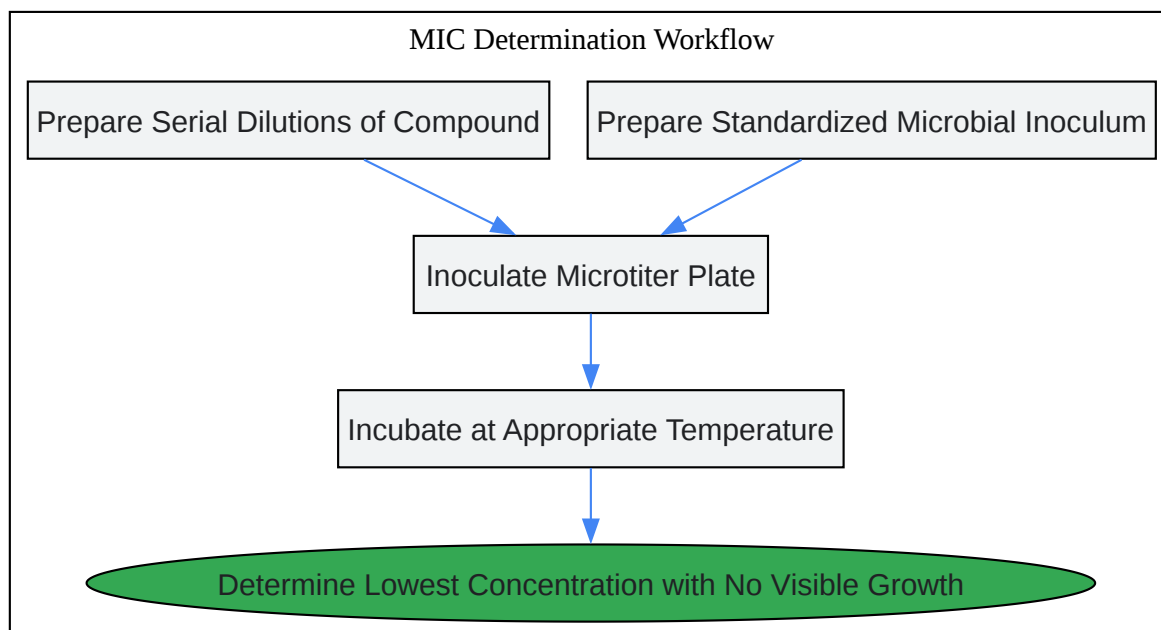 MIC Determination Workflow
Prepare Serial Dilutions of Compound
Prepare Standardized Microbial Inoculum
Inoculate Microtiter Plate
Incubate at Appropriate Temperature
Determine Lowest Concentration with No Visible Growth